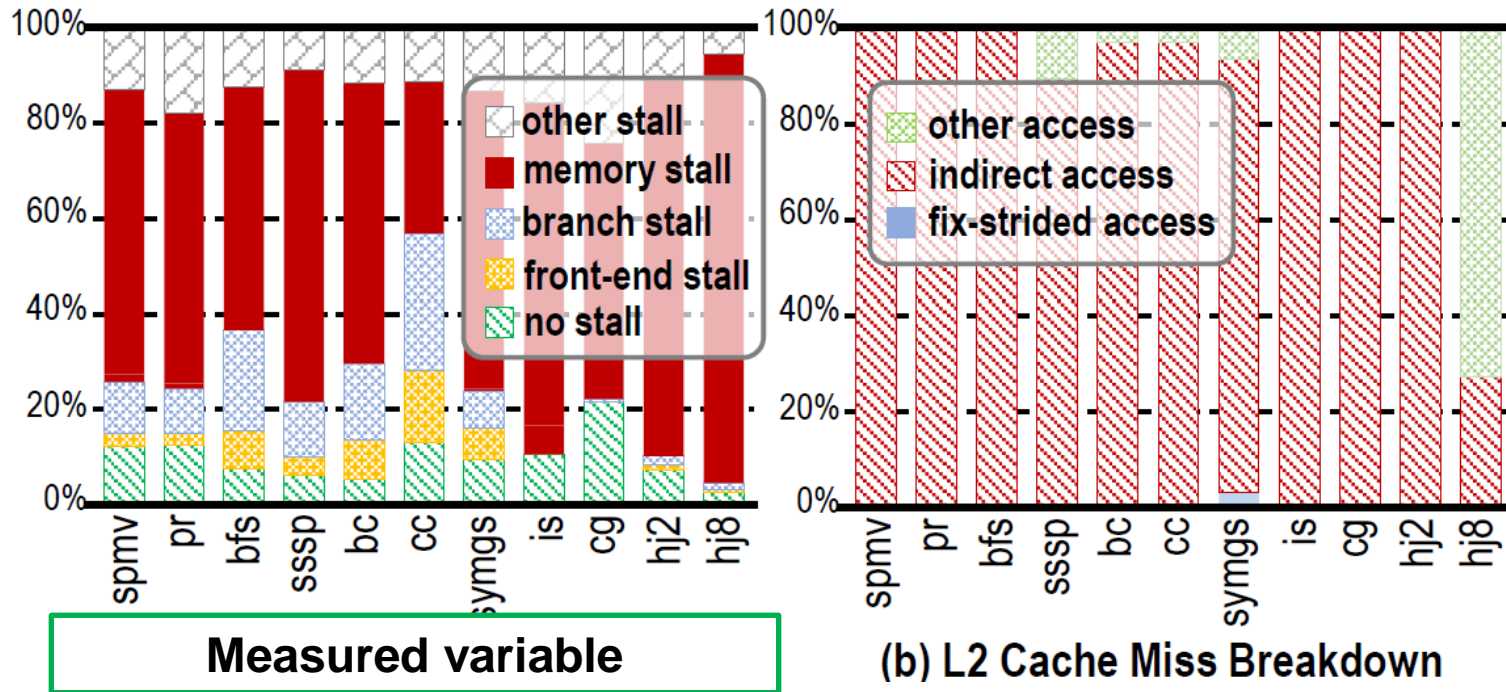 100%
80%
60%
40%
20%
0%
other stall
memory stall
branch stall
front-end stall
no stall
spmv
pr
bfs
sssp
bc
cc
symgs
is
cg
hj2
hj8
Measured variable
100%
80%
60%
40%
20%
0%
other access
indirect access
fix-strided access
spmv
pr
bfs
sssp
bc
cc
symgs
is
cg
hj2
hj8
(b) L2 Cache Miss Breakdown